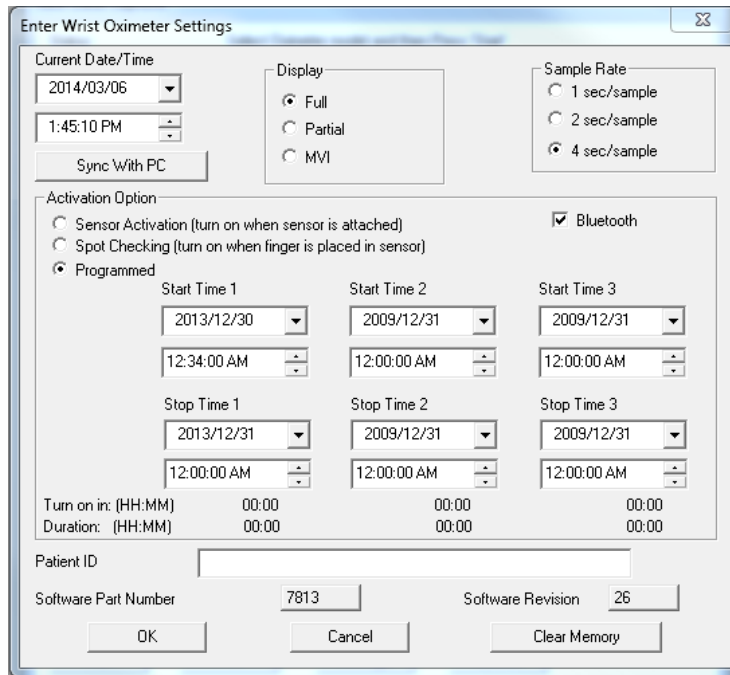 Enter Wrist Oximeter Settings
Current Date/Time
2014/03/06
1:45:10 PM
Sync With PC
Display
Full
Partial
MVI
Sample Rate
1 sec/sample
2 sec/sample
4 sec/sample
Activation Option
Sensor Activation (turn on when sensor is attached)
Spot Checking (turn on when finger is placed in sensor)
Programmed
Bluetooth
Start Time 1 Start Time 2 Start Time 3
2013/12/30 2009/12/31 2009/12/31
12:34:00 AM 12:00:00 AM 12:00:00 AM
Stop Time 1 Stop Time 2 Stop Time 3
2013/12/31 2009/12/31 2009/12/31
12:00:00 AM 12:00:00 AM 12:00:00 AM
Turn on in: (HH:MM) 00:00 00:00 00:00
Duration: (HH:MM) 00:00 00:00 00:00
Patient ID
Software Part Number 7813 Software Revision 26
OK Cancel Clear Memory